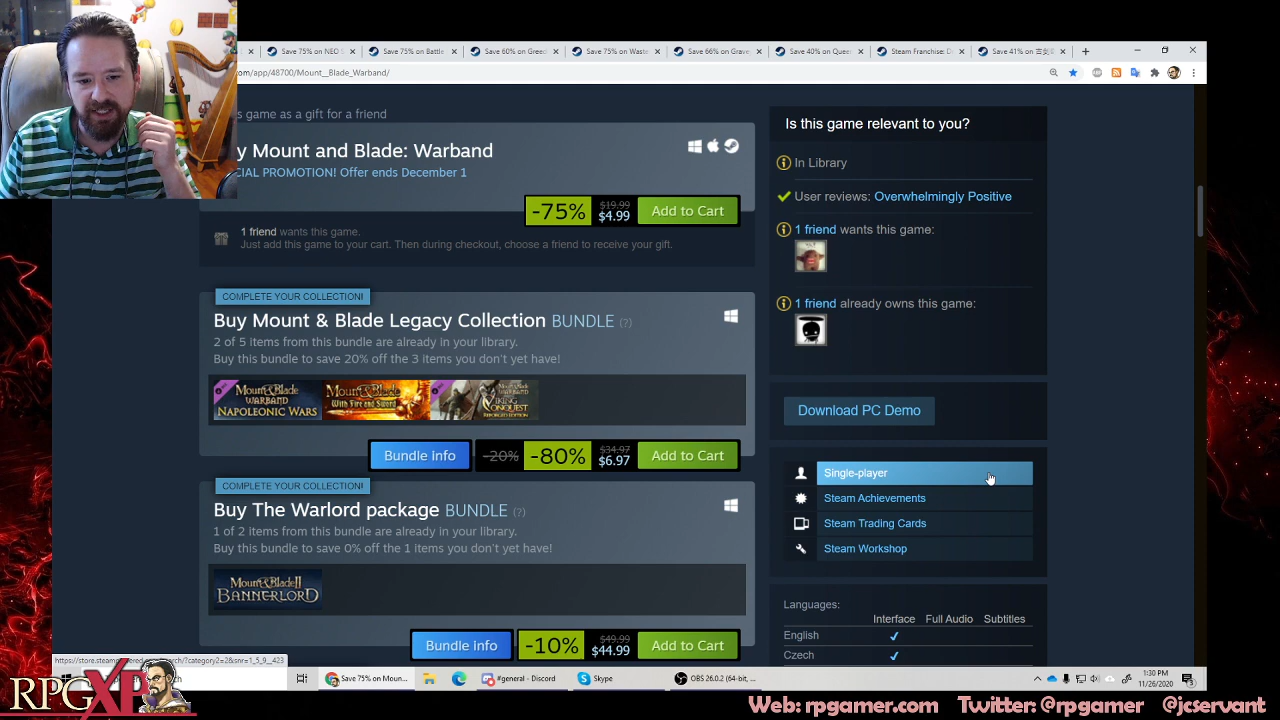 Save 75% on NEO S
Save 75% on Battle
Save 60% on Greed
Save 75% on Waste
Save 66% on Grave
Save 40% on Quee
Steam Franchise: D
Save 41% on
om/app/48700/Mount__Blade_Warband/
s game as a gift for a friend
y Mount and Blade: Warband
CIAL PROMOTION! Offer ends December 1
-75%
$19.99
$4.99
Add to Cart
1 friend wants this game.
Just add this game to your cart. Then during checkout, choose a friend to receive your gift.
COMPLETE YOUR COLLECTION!
Buy Mount & Blade Legacy Collection BUNDLE (?)
2 of 5 items from this bundle are already in your library.
Buy this bundle to save 20% off the 3 items you don't yet have!
Mount&Blade
WARBAND
NAPOLEONIC WARS
Mount&Blade
With Fire and Sword
Mount&Blade
WARBAND
VIKING
CONQUEST
REFORGED EDITION
Bundle Info
-20%
-80%
$34.97
$6.97
Add to Cart
COMPLETE YOUR COLLECTION!
Buy The Warlord package BUNDLE (?)
1 of 2 items from this bundle are already in your library.
Buy this bundle to save 0% off the 1 items you don't yet have!
Mount&Blade II
BANNERLORD
Bundle Info
-10%
$49.99
$44.99
Add to Cart
Is this game relevant to you?
In Library
User reviews: Overwhelmingly Positive
1 friend wants this game:
1 friend already owns this game:
Download PC Demo
Single-player
Steam Achievements
Steam Trading Cards
Steam Workshop
Languages:
Interface Full Audio Subtitles
English
Czech
Save 75% on Moun...
#general - Discord
Skype
OBS 26.0.2 (64-bit, ...
1:30 PM
11/26/2020
RPG XP
Web: rpgamer.com Twitter: @rpgamer @jcservant